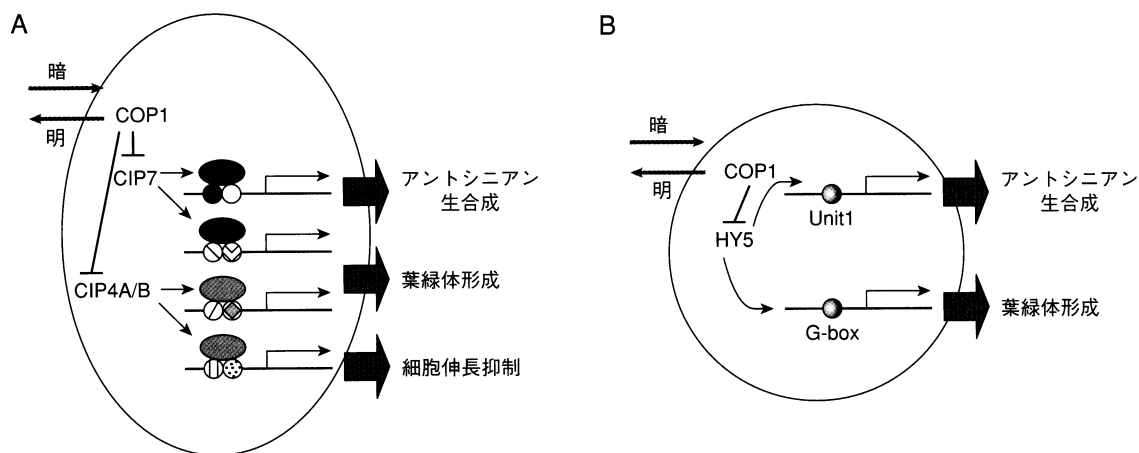 A
暗
明
COP1
CIP7
CIP4A/B
アントシニアン
生合成
葉緑体形成
細胞伸長抑制
B
暗
明
COP1
HY5
Unit1
G-box
アントシニアン
生合成
葉緑体形成